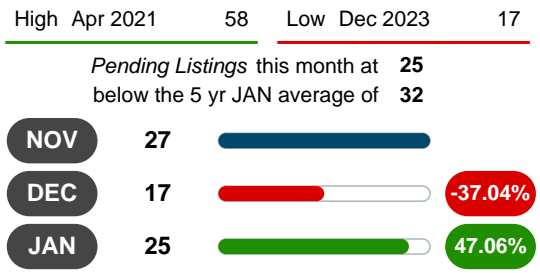 High Apr 2021 58 Low Dec 2023 17
Pending Listings this month at 25
below the 5 yr JAN average of 32
NOV 27
DEC 17 -37.04%
JAN 25 47.06%